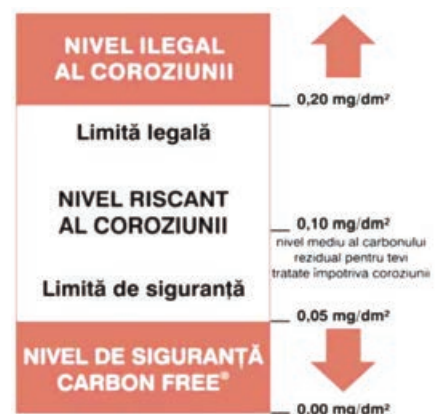 NIVEL ILEGAL
AL COROZIUNII
0,20 mg/dm²
Limită legală
NIVEL RISCANT
AL COROZIUNII
0,10 mg/dm²
nivel mediu al carbonului
rezidual pentru tevi
tratate împotriva coroziunii
Limită de siguranță
0,05 mg/dm²
NIVEL DE SIGURANȚĂ
CARBON FREE®
0,00 mg/dm²